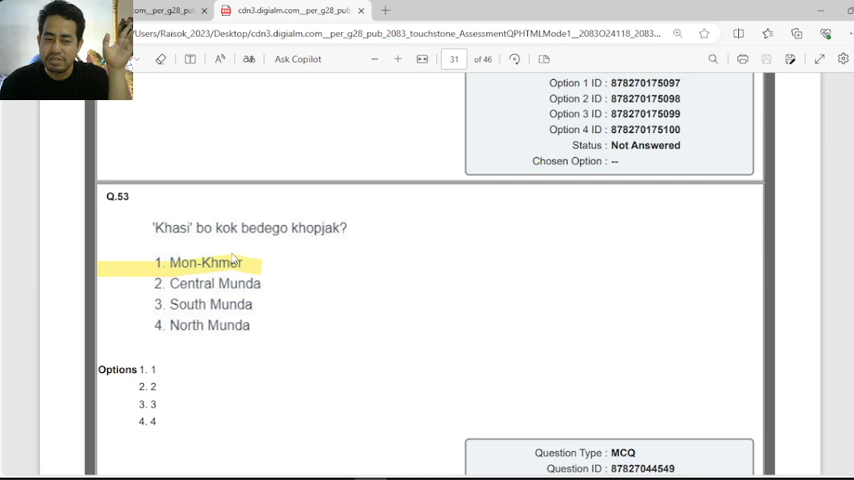 com__per_g28_pub
cdn3.digialm.com__per_g28_pub_20
Users/Raisok_2023/Desktop/cdn3.digialm.com__per_g28_pub_2083_touchstone_AssessmentQPHTMLMode1__2083O24118_2083...
Ask Copilot
31
of 46
Option 1 ID : 878270175097
Option 2 ID : 878270175098
Option 3 ID : 878270175099
Option 4 ID : 878270175100
Status : Not Answered
Chosen Option : --
Q.53
'Khasi' bo kok bedego khopjak?
1. Mon-Khmer
2. Central Munda
3. South Munda
4. North Munda
Options 1. 1
2. 2
3. 3
4. 4
Question Type : MCQ
Question ID : 87827044549